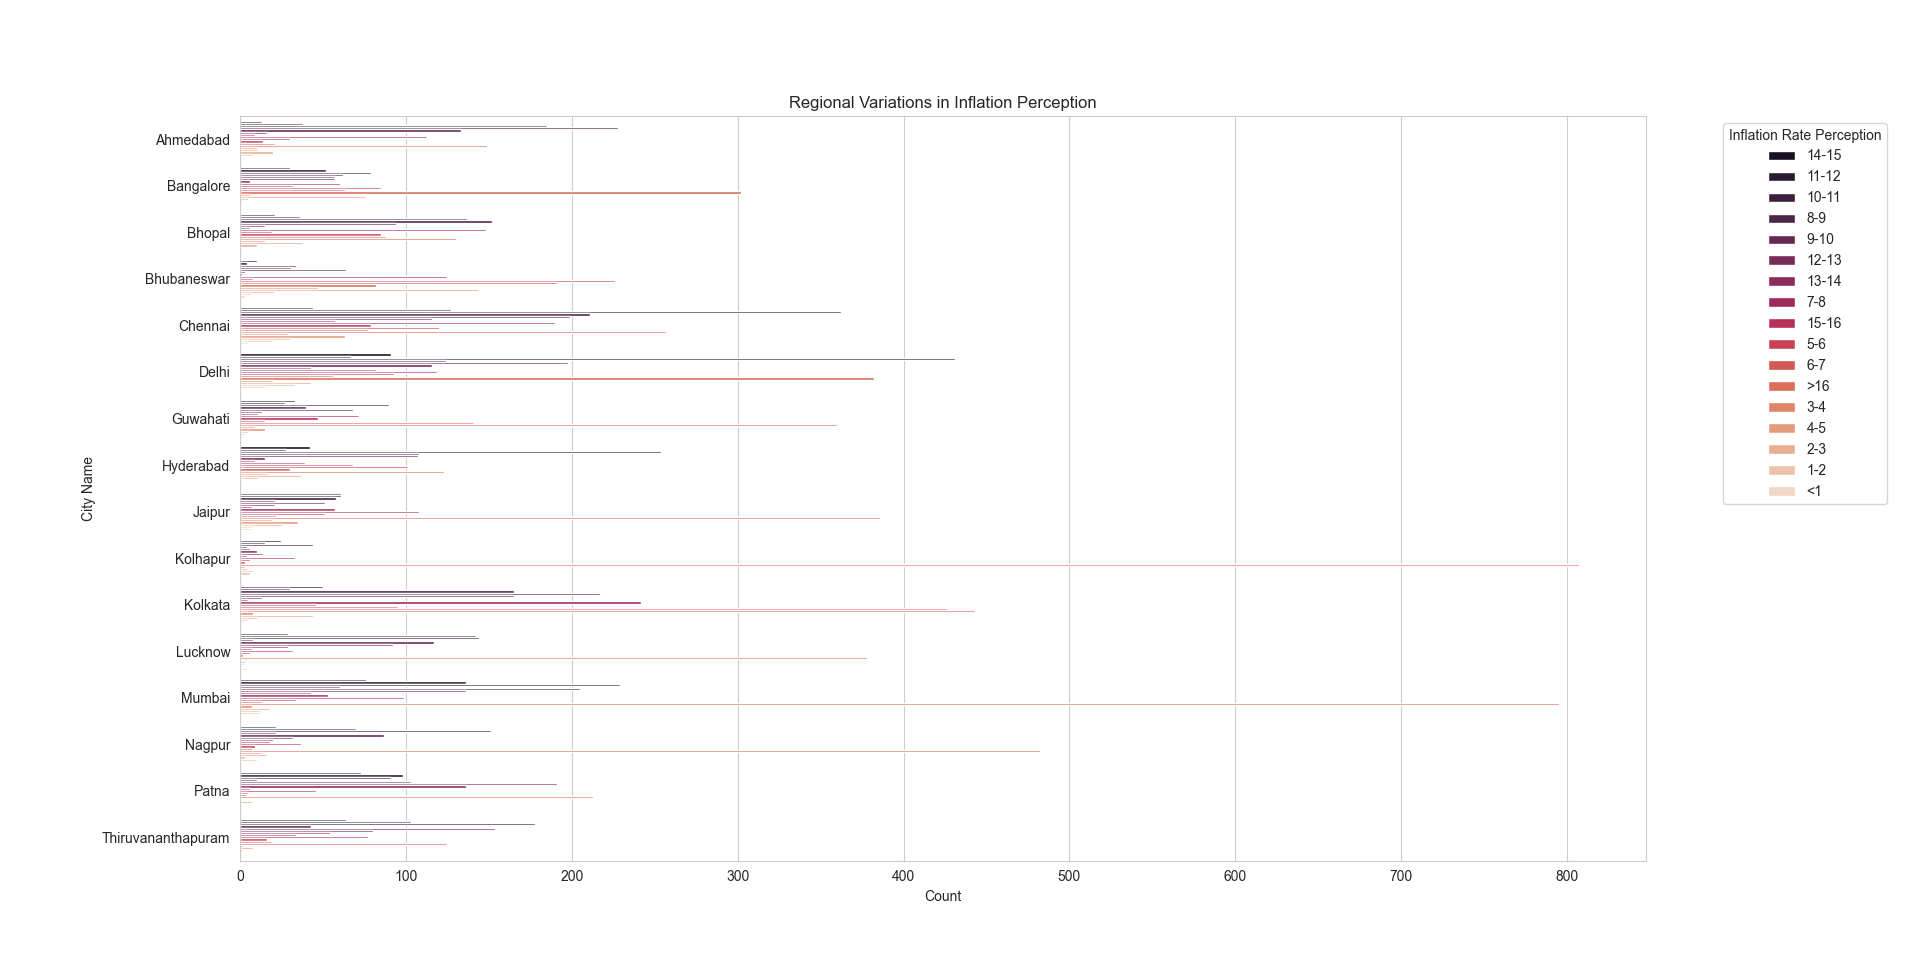 Regional Variations in Inflation Perception
City Name
Ahmedabad
Bangalore
Bhopal
Bhubaneswar
Chennai
Delhi
Guwahati
Hyderabad
Jaipur
Kolhapur
Kolkata
Lucknow
Mumbai
Nagpur
Patna
Thiruvananthapuram
0 100 200 300 400 500 600 700 800
Count
Inflation Rate Perception
14-15
11-12
10-11
8-9
9-10
12-13
13-14
7-8
15-16
5-6
6-7
>16
3-4
4-5
2-3
1-2
<1